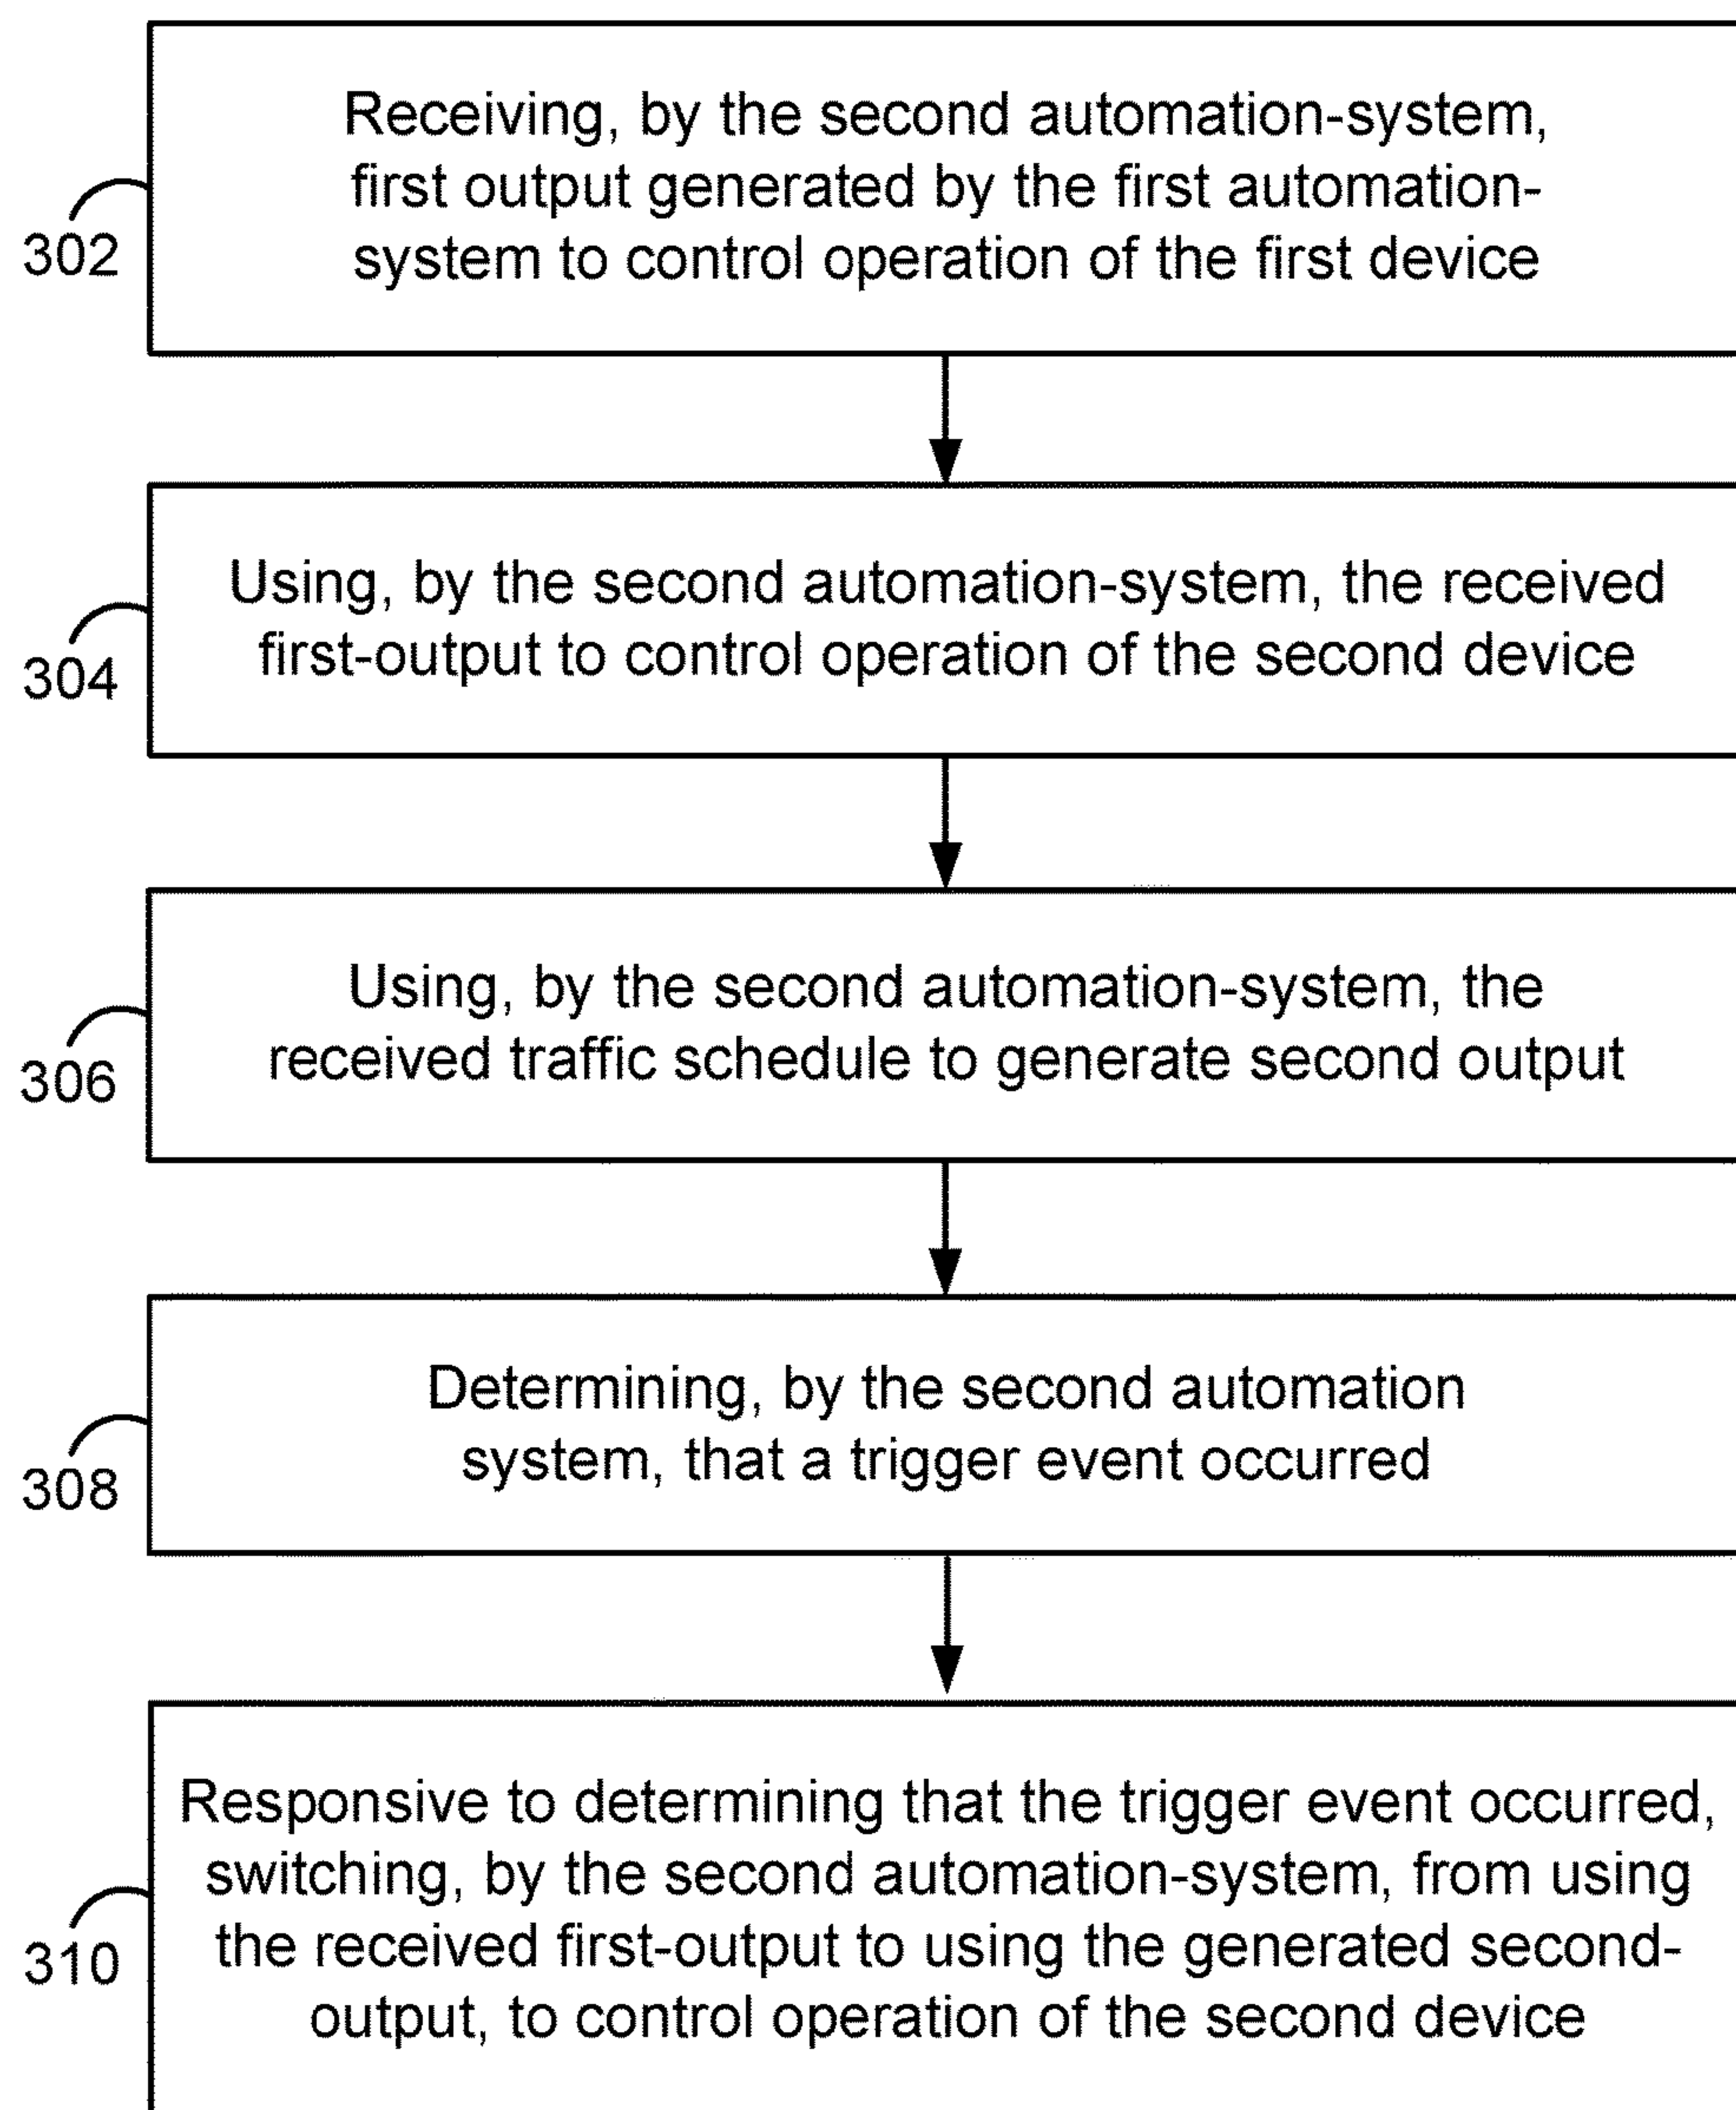 Receiving, by the second automation-system,
first output generated by the first automation-
system to control operation of the first device
302
Using, by the second automation-system, the received
first-output to control operation of the second device
304
Using, by the second automation-system, the
received traffic schedule to generate second output
306
Determining, by the second automation
system, that a trigger event occurred
308
Responsive to determining that the trigger event occurred,
switching, by the second automation-system, from using
the received first-output to using the generated second-
output, to control operation of the second device
310